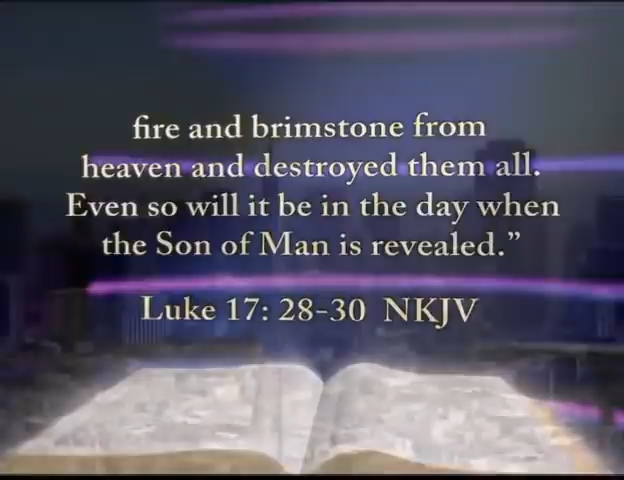 fire and brimstone from
heaven and destroyed them all.
Even so will it be in the day when
the Son of Man is revealed.”
Luke 17: 28-30 NKJV